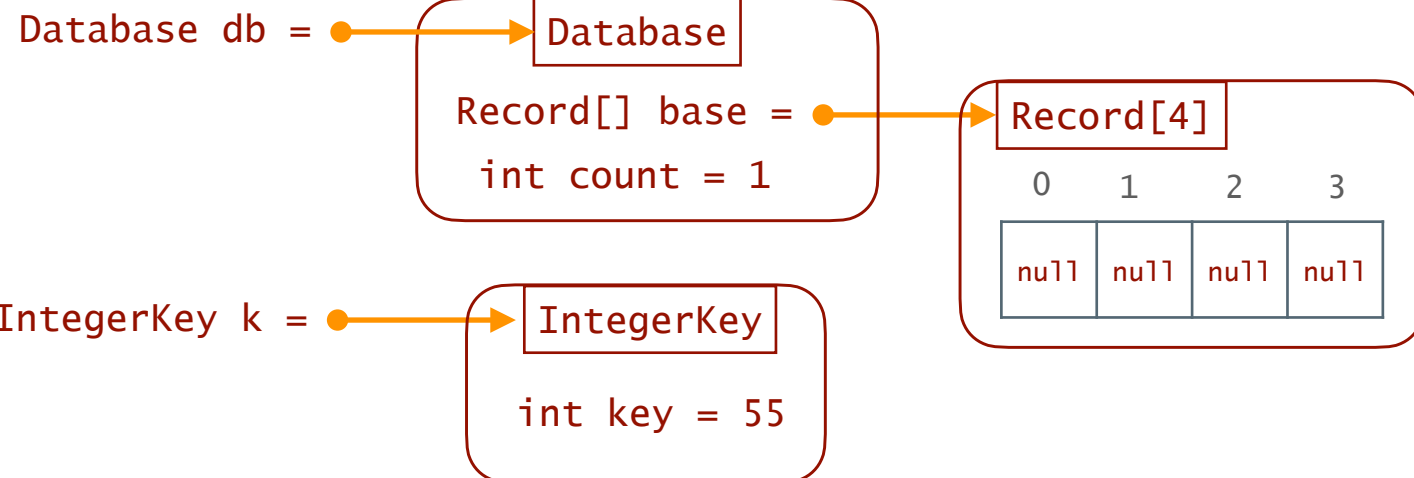 Database db =
Database
Record[] base =
Record[4]
int count = 1
0 1 2 3
null null null null
IntegerKey k =
IntegerKey
int key = 55